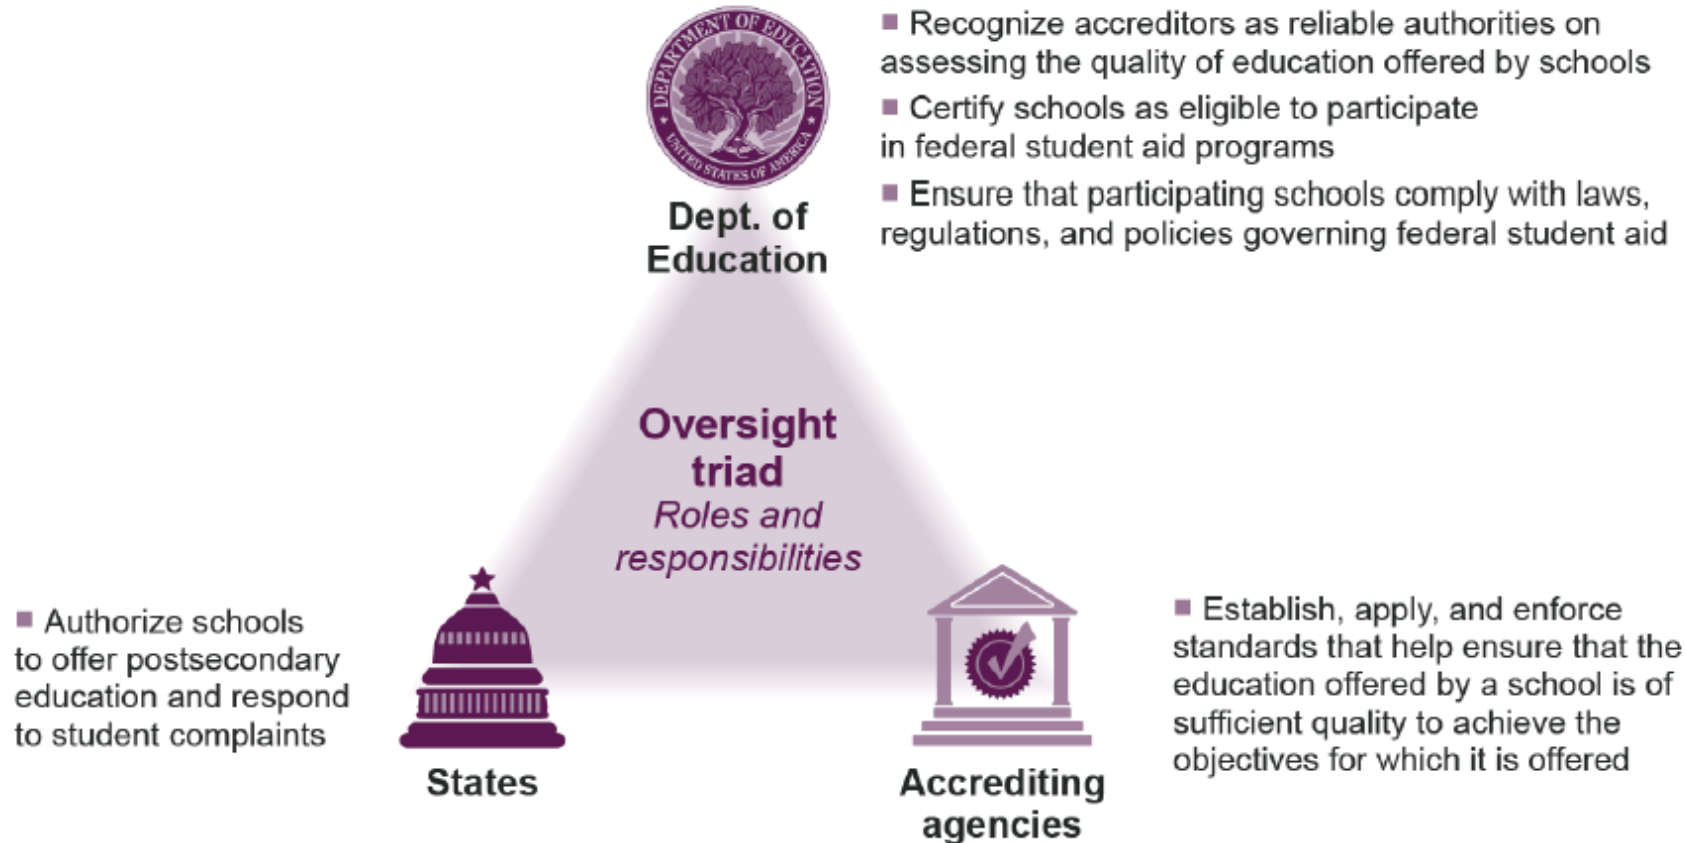 DEPARTMENT OF EDUCATION
UNITED STATES OF AMERICA
Dept. of
Education
■ Recognize accreditors as reliable authorities on
assessing the quality of education offered by schools
■ Certify schools as eligible to participate
in federal student aid programs
■ Ensure that participating schools comply with laws,
regulations, and policies governing federal student aid
Oversight
triad
Roles and
responsibilities
■ Authorize schools
to offer postsecondary
education and respond
to student complaints
States
Accrediting
agencies
■ Establish, apply, and enforce
standards that help ensure that the
education offered by a school is of
sufficient quality to achieve the
objectives for which it is offered